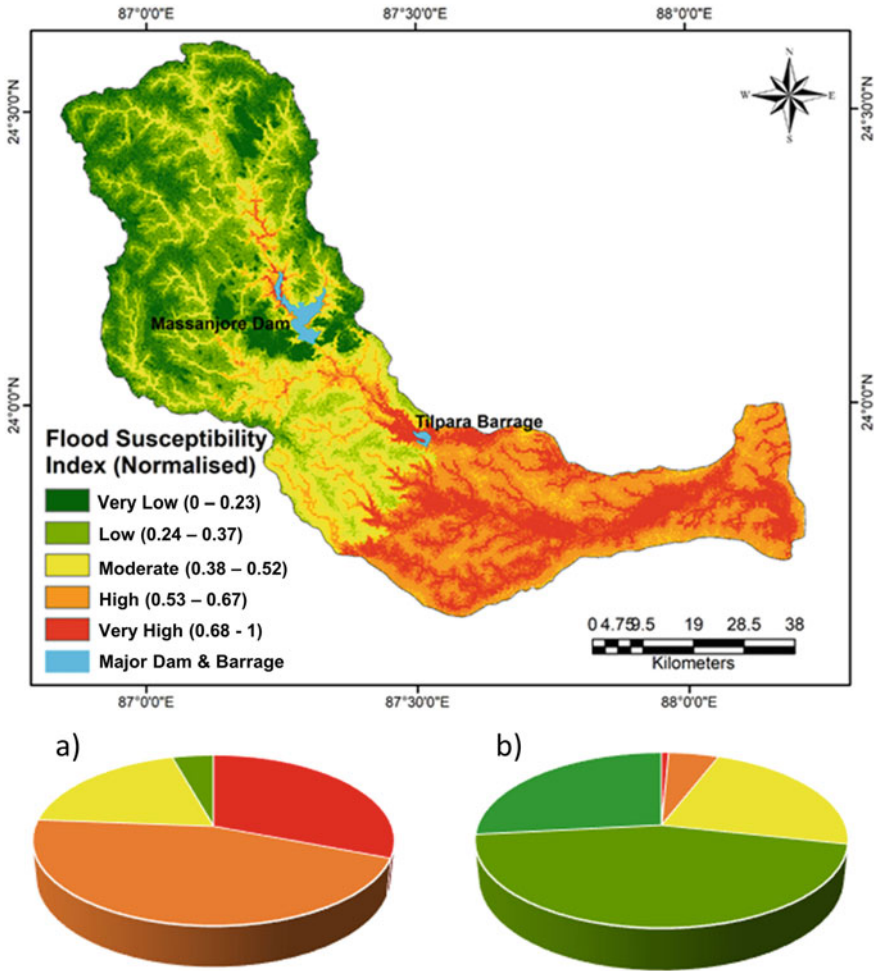 87°0'0"E 87°30'0"E 88°0'0"E
N
W E
S
24°30'0"N 24°30'0"N
Massanjore Dam
24°0'0"N 24°0'0"N
Tilpara Barrage
Flood Susceptibility
Index (Normalised)
Very Low (0 – 0.23)
Low (0.24 – 0.37)
Moderate (0.38 – 0.52)
High (0.53 – 0.67)
Very High (0.68 - 1)
Major Dam & Barrage
0 4.75 9.5 19 28.5 38
Kilometers
87°0'0"E 87°30'0"E 88°0'0"E
a) b)